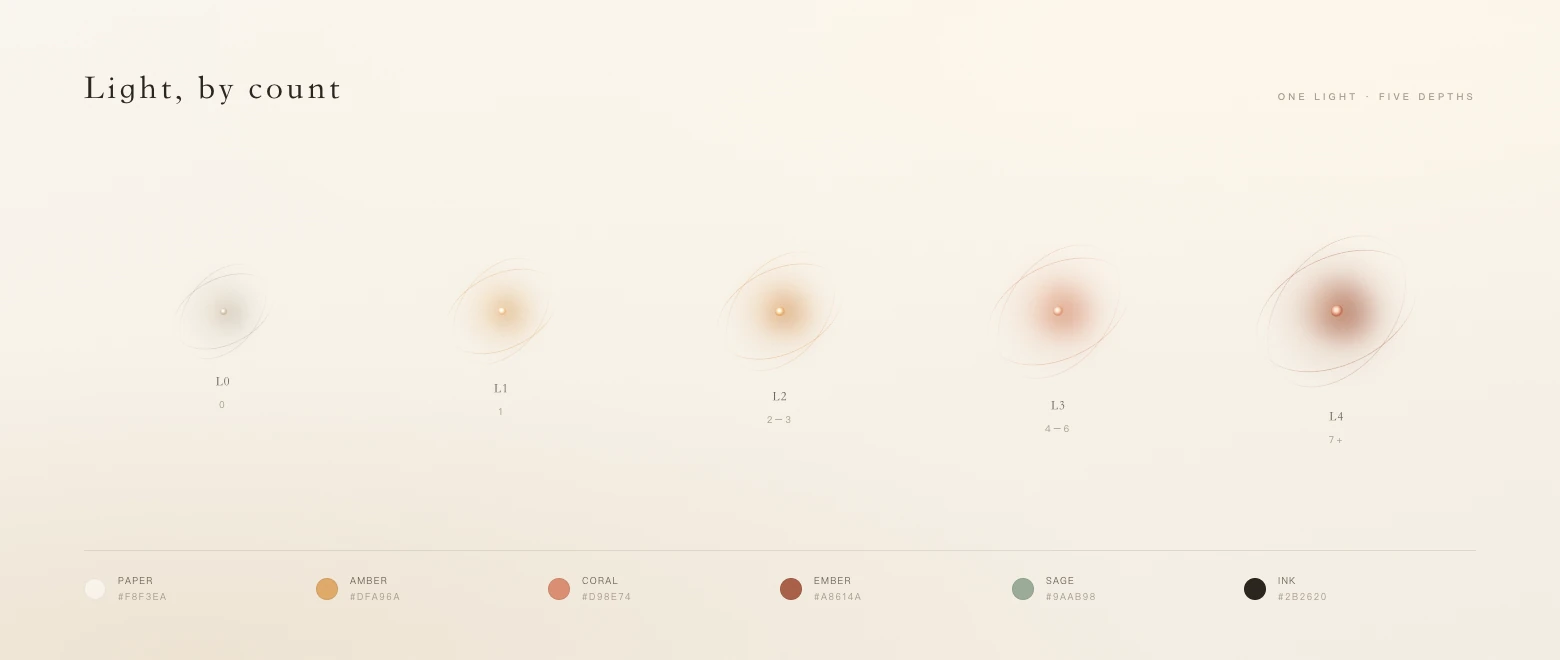 Light, by count
ONE LIGHT · FIVE DEPTHS
L0
0
L1
1
L2
2—3
L3
4—6
L4
7+
PAPER
#F8F3EA
AMBER
#DFA96A
CORAL
#D98E74
EMBER
#A8614A
SAGE
#9AAB98
INK
#2B2620